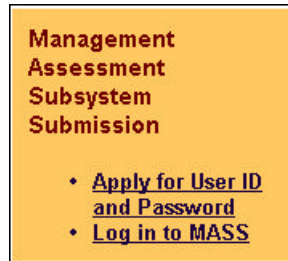 Management
Assessment
Subsystem
Submission
• Apply for User ID
and Password
• Log in to MASS